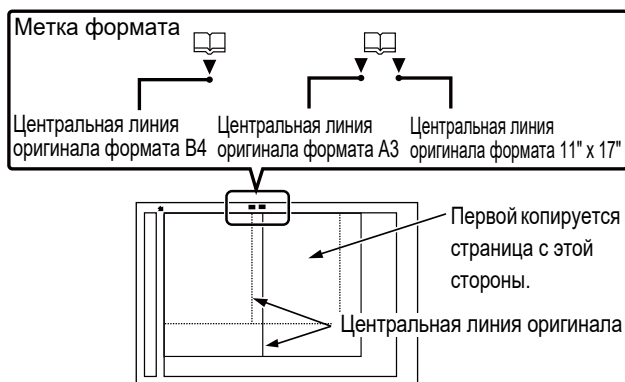 Метка формата
Центральная линия
оригинала формата B4
Центральная линия
оригинала формата A3
Центральная линия
оригинала формата 11" x 17"
Первой копируется
страница с этой
стороны.
Центральная линия оригинала